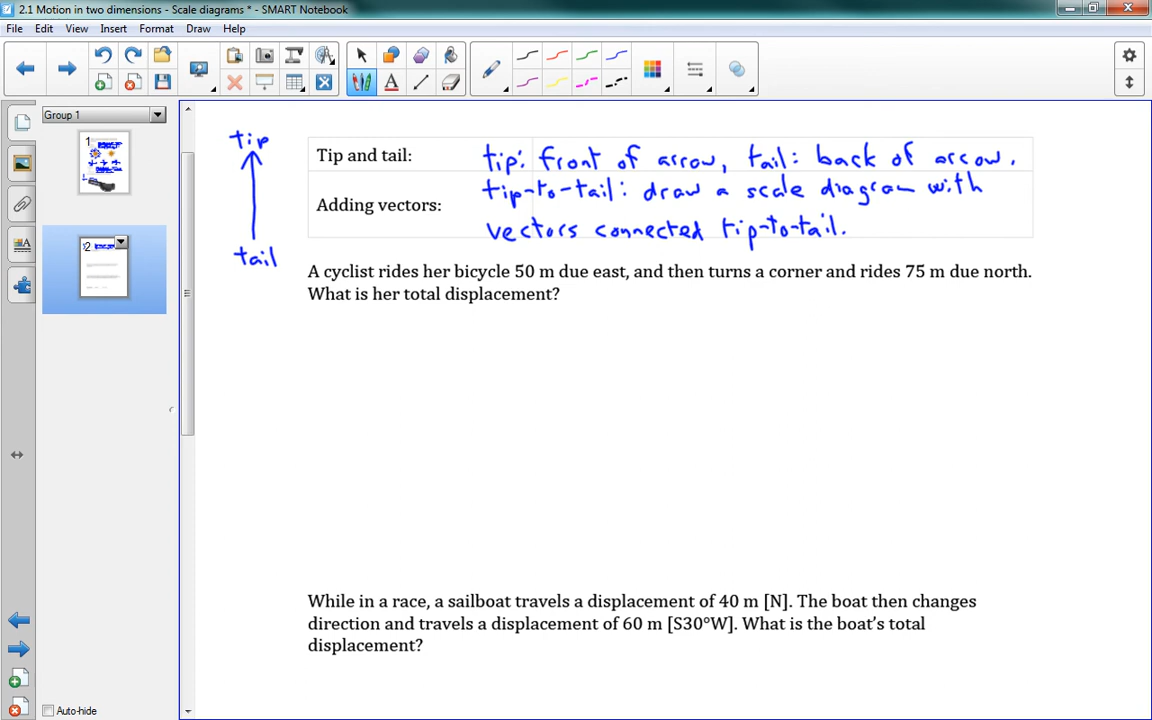 2.1 Motion in two dimensions - Scale diagrams * - SMART Notebook
File Edit View Insert Format Draw Help
Group 1
1
2
tip
tail
Tip and tail:
tip: front of arrow, tail: back of arrow.
Adding vectors:
tip-to-tail: draw a scale diagram with
vectors connected tip-to-tail.
A cyclist rides her bicycle 50 m due east, and then turns a corner and rides 75 m due north.
What is her total displacement?
While in a race, a sailboat travels a displacement of 40 m [N]. The boat then changes
direction and travels a displacement of 60 m [S30°W]. What is the boat's total
displacement?
Auto-hide